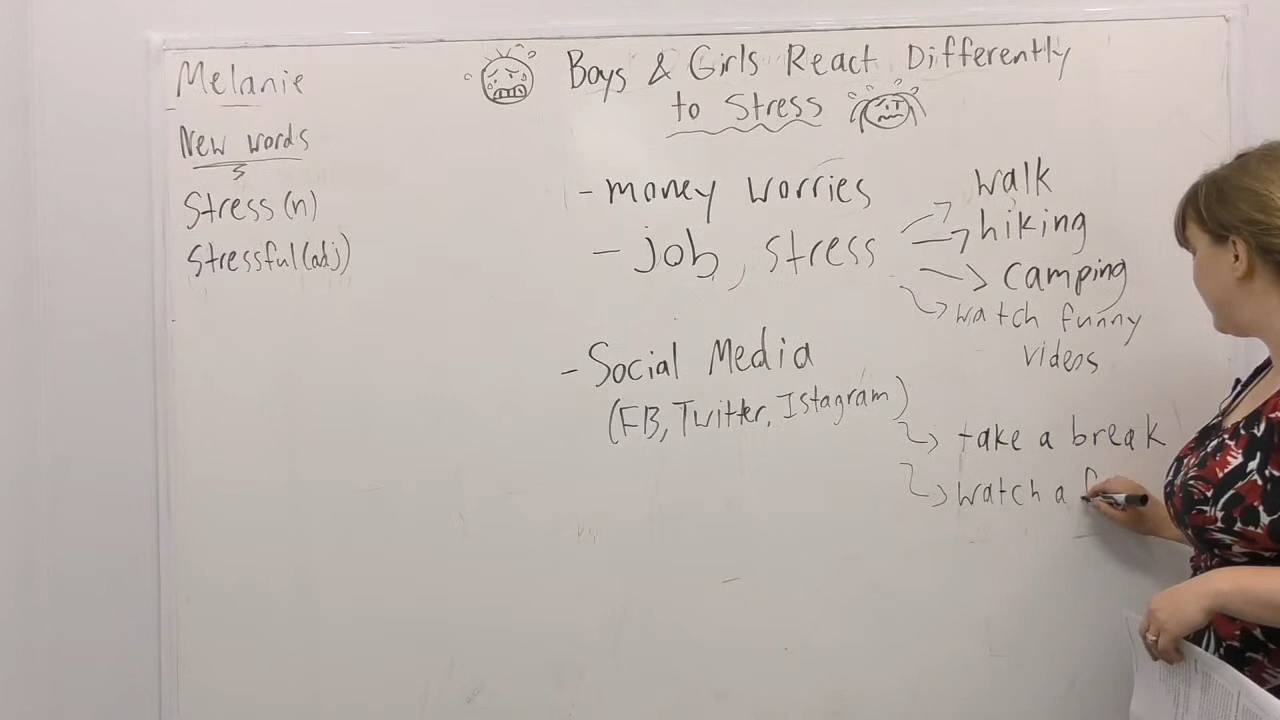 Melanie
New words
Stress (n)
Stressful (adj)
Boys & Girls React Differently
to Stress
- money worries
- job, stress
walk
hiking
camping
watch funny
videos
- Social Media
(FB, Twitter, Istagram)
take a break
watch a